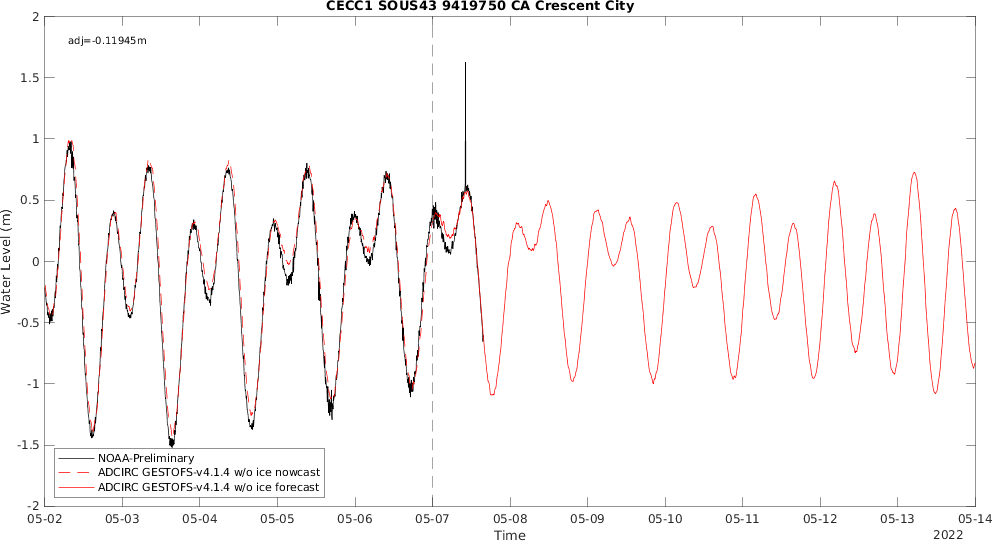 CECC1 SOUS43 9419750 CA Crescent City
adj=-0.11945m
Water Level (m)
2
1.5
1
0.5
0
-0.5
-1
-1.5
-2
NOAA-Preliminary
ADCIRC GESTOFS-v4.1.4 w/o ice nowcast
ADCIRC GESTOFS-v4.1.4 w/o ice forecast
05-02 05-03 05-04 05-05 05-06 05-07 05-08 05-09 05-10 05-11 05-12 05-13 05-14
Time
2022